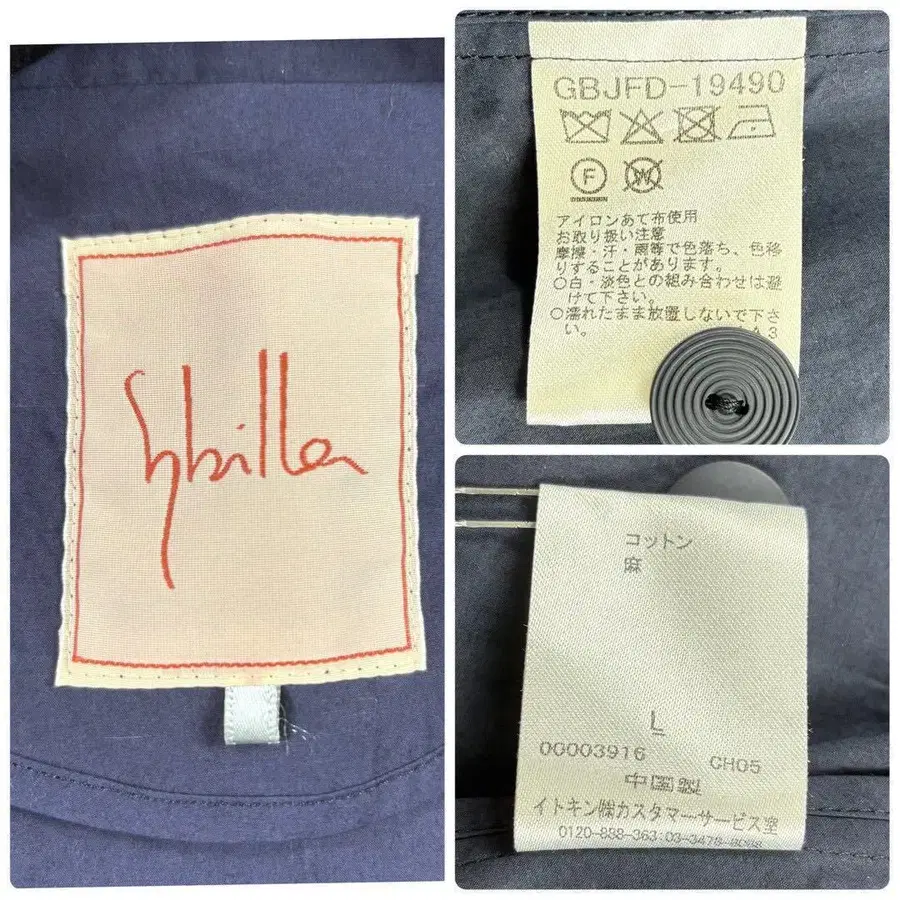 Sybilla
GBJFD-19490
F W
アイロンあて布使用
お取り扱い注意
摩擦・汗・雨等で色落ち、色移
りすることがあります。
○白・淡色との組み合わせは避
けて下さい。
○濡れたまま放置しないで下さ
い。
コットン
麻
L
00003916 CH05
中国製
イトキン㈱カスタマーサービス室
0120-888-363:03-3478-8088